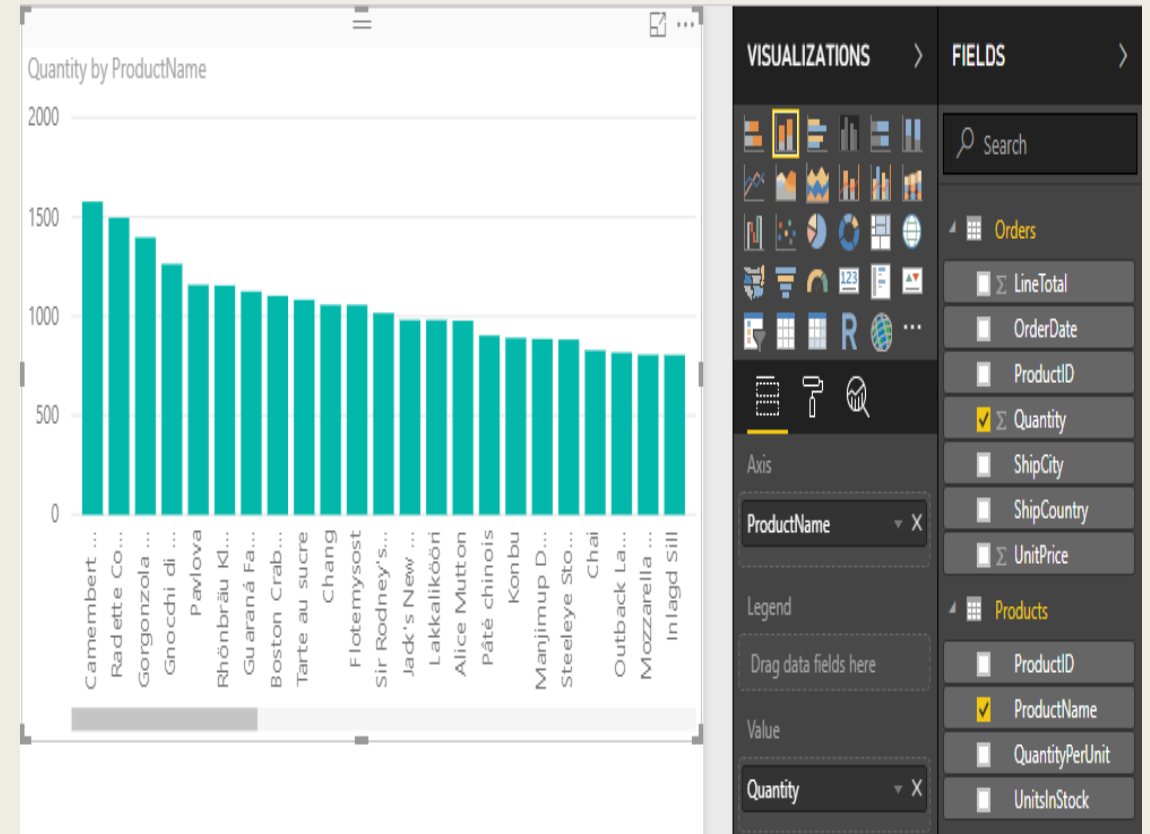 Quantity by ProductName
2000
1500
1000
500
0
Camembert ...
Radette Co...
Gorgonzola ...
Gnocchi di ...
Pavlova
Rhönbräu Kl...
Guaraná Fa...
Boston Crab...
Tarte au sucre
Chang
Flotemysost
Sir Rodney's...
Jack's New ...
Lakkalikööri
Alice Mutton
Pâté chinois
Konbu
Manjimup D...
Steeleye Sto...
Chai
Outback La...
Mozzarella ...
Inlagd Sill
VISUALIZATIONS
123
R
Axis
ProductName
Legend
Drag data fields here
Value
Quantity
FIELDS
Search
Orders
Σ LineTotal
OrderDate
ProductID
Σ Quantity
ShipCity
ShipCountry
Σ UnitPrice
Products
ProductID
ProductName
QuantityPerUnit
UnitsInStock